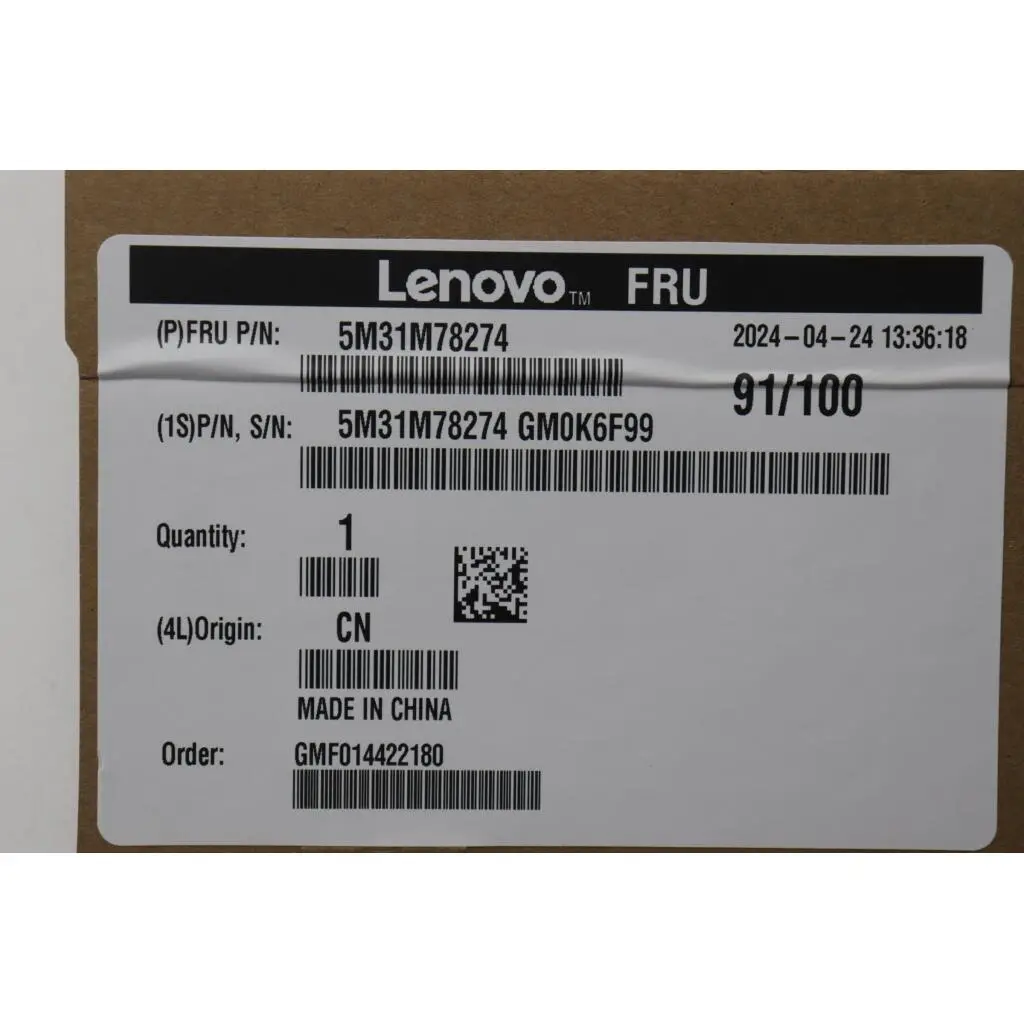 Lenovo™ FRU
(P)FRU P/N: 5M31M78274 2024-04-24 13:36:18
91/100
(1S)P/N, S/N: 5M31M78274 GM0K6F99
Quantity: 1
(4L)Origin: CN
MADE IN CHINA
Order: GMF014422180